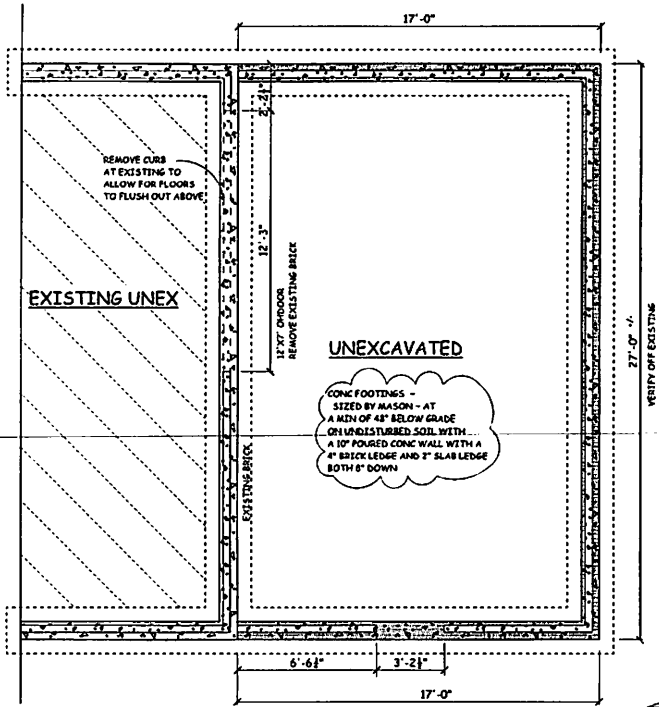 17'-0"
2'-2½"
REMOVE CURB
AT EXISTING TO
ALLOW FOR FLOORS
TO FLUSH OUT ABOVE
12'-3"
12'X7' OHDOOR
REMOVE EXISTING BRICK
EXISTING UNEX
UNEXCAVATED
27'-0" +/-
VERIFY OFF EXISTING
CONC FOOTINGS -
SIZED BY MASON - AT
A MIN OF 48" BELOW GRADE
ON UNDISTURBED SOIL WITH
A 10" POURED CONC WALL WITH A
4" BRICK LEDGE AND 2" SLAB LEDGE
BOTH 8" DOWN
EXISTING BRICK
6'-6½"
3'-2½"
17'-0"